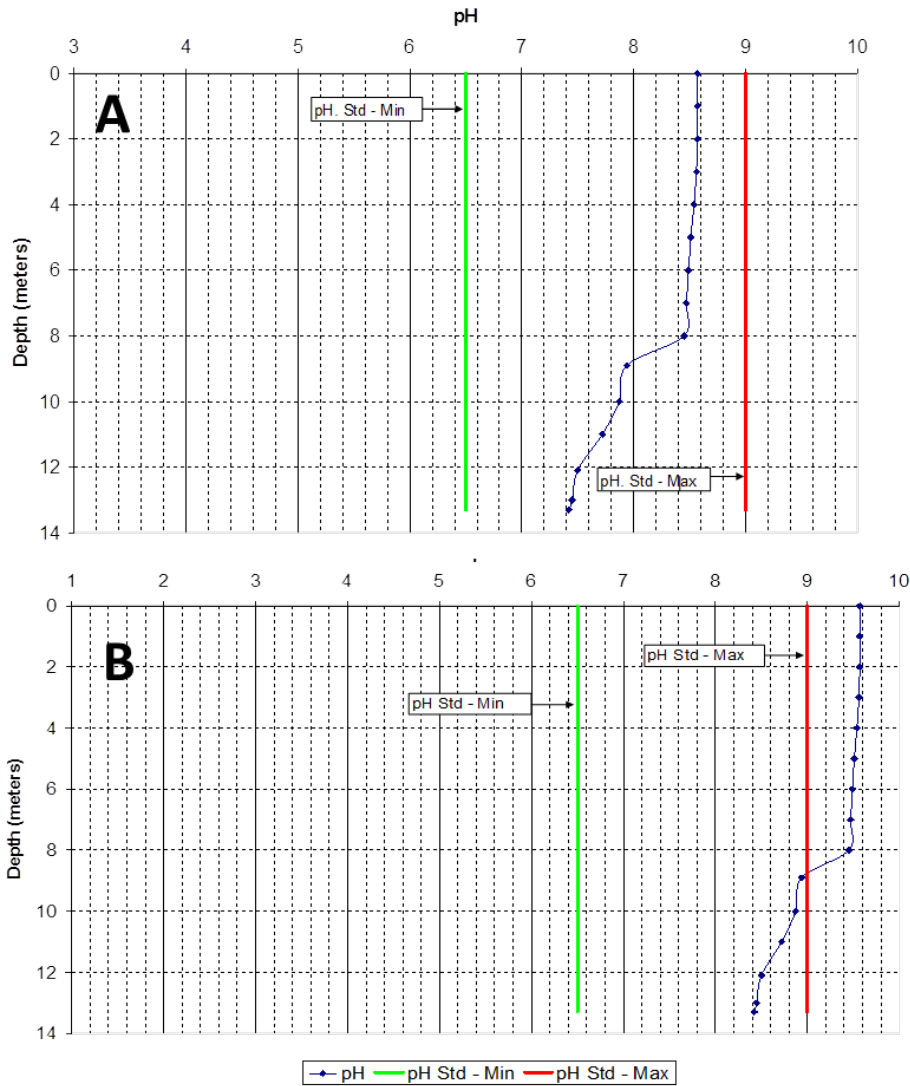 pH
3 4 5 6 7 8 9 10
0
A
pH. Std - Min
2
4
6
8
10
12
14
Depth (meters)
pH. Std - Max
1 2 3 4 5 6 7 8 9 10
0
B
pH Std - Max
2
pH Std - Min
4
6
8
10
12
14
Depth (meters)
pH pH Std - Min pH Std - Max